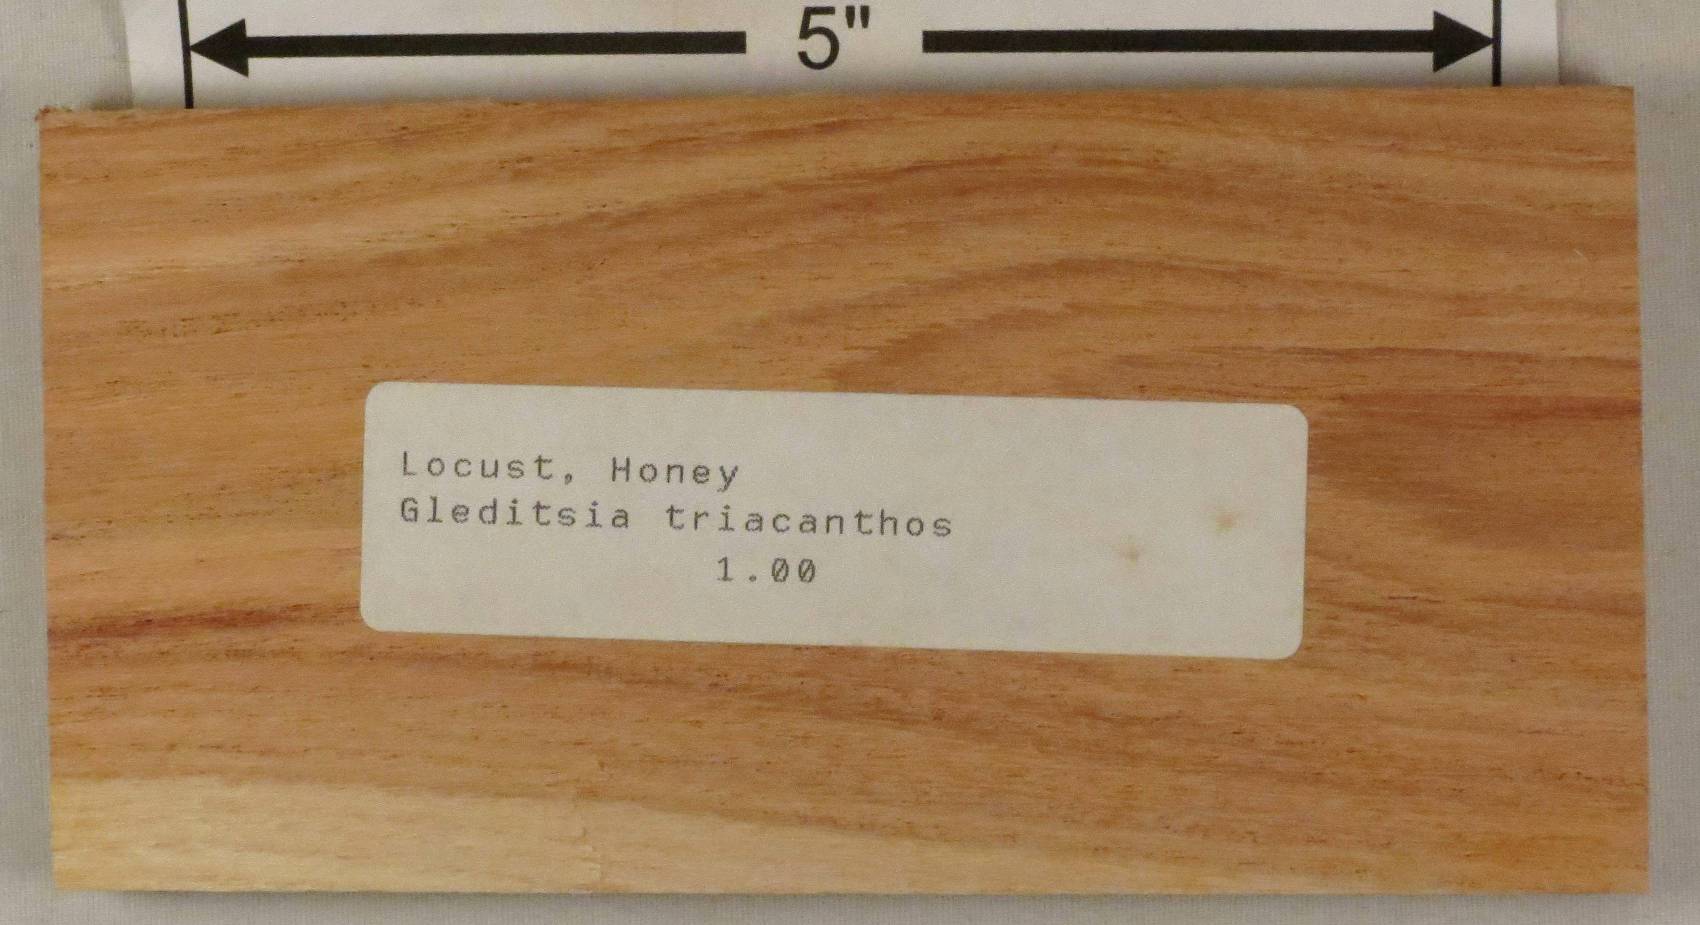 5"
Locust, Honey
Gleditsia triacanthos
1.00